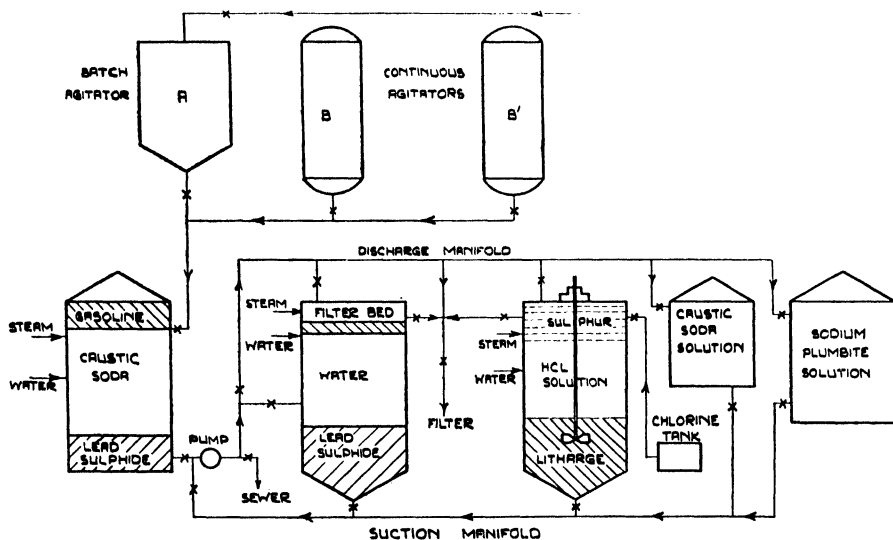 BATCH
AGITATOR
A
B
CONTINUOUS
AGITATORS
B'
DISCHARGE MANIFOLD
GASOLINE
STEAM
CAUSTIC
SODA
WATER
LEAD
SULPHIDE
PUMP
SEWER
STEAM
FILTER BED
WATER
WATER
LEAD
SULPHIDE
FILTER
SULPHUR
STEAM
HCL
SOLUTION
WATER
LITHARGE
CHLORINE
TANK
CAUSTIC
SODA
SOLUTION
SODIUM
PLUMBITE
SOLUTION
SUCTION MANIFOLD